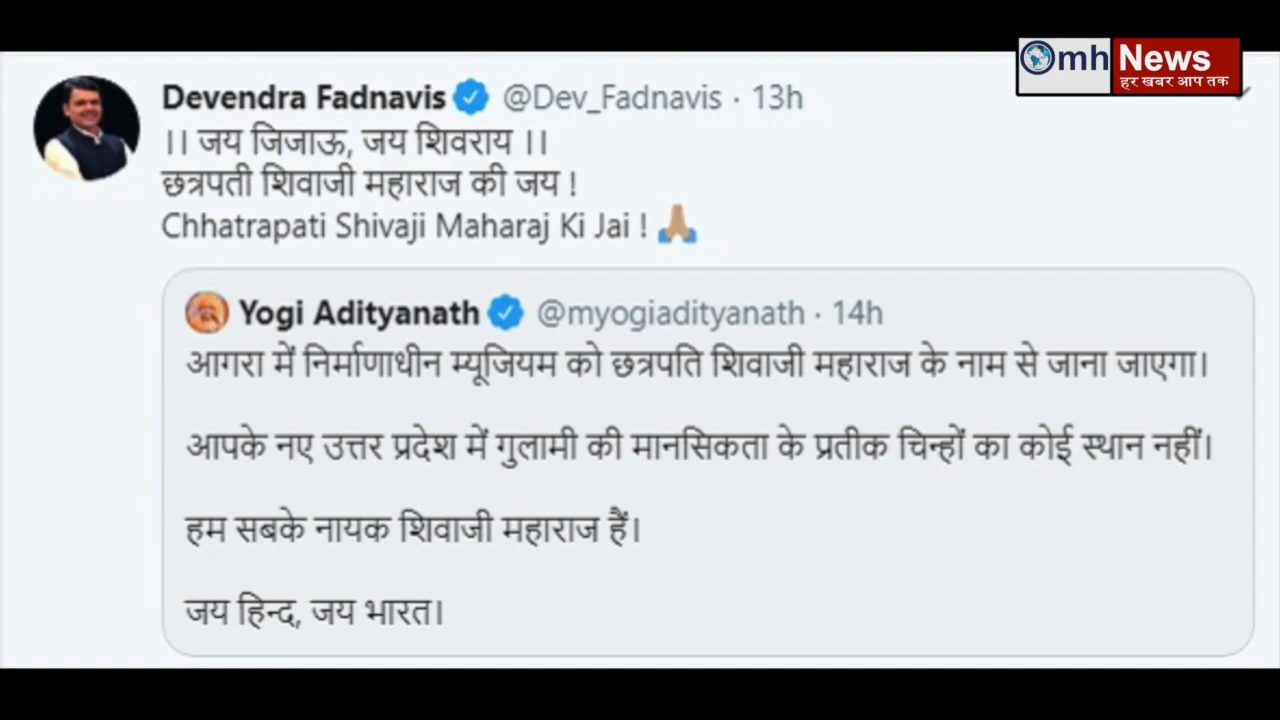 mh News
हर खबर आप तक
Devendra Fadnavis @Dev_Fadnavis · 13h
।। जय जिजाऊ, जय शिवराय ।।
छत्रपती शिवाजी महाराज की जय !
Chhatrapati Shivaji Maharaj Ki Jai ! 🙏🏽
Yogi Adityanath @myogiadityanath · 14h
आगरा में निर्माणाधीन म्यूजियम को छत्रपति शिवाजी महाराज के नाम से जाना जाएगा।
आपके नए उत्तर प्रदेश में गुलामी की मानसिकता के प्रतीक चिन्हों का कोई स्थान नहीं।
हम सबके नायक शिवाजी महाराज हैं।
जय हिन्द, जय भारत।